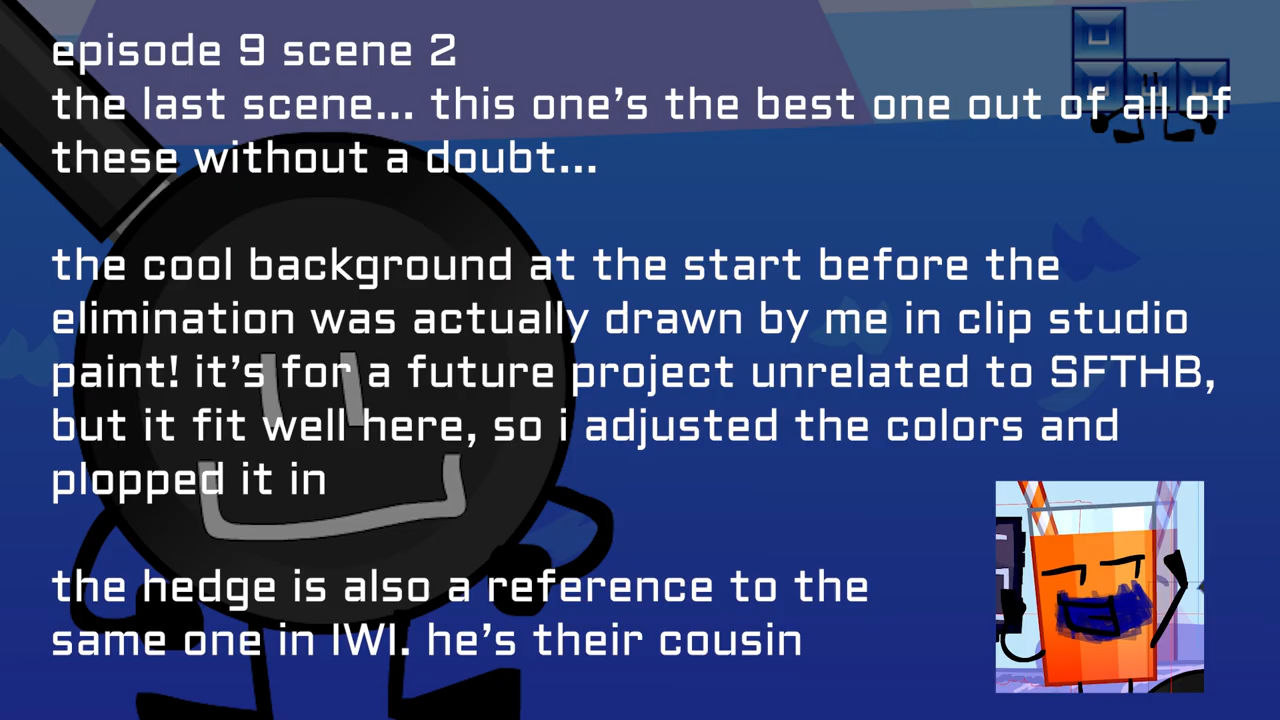 episode 9 scene 2
the last scene... this one's the best one out of all of
these without a doubt...
the cool background at the start before the
elimination was actually drawn by me in clip studio
paint! it's for a future project unrelated to SFTHB,
but it fit well here, so i adjusted the colors and
plopped it in
the hedge is also a reference to the
same one in IWI. he's their cousin